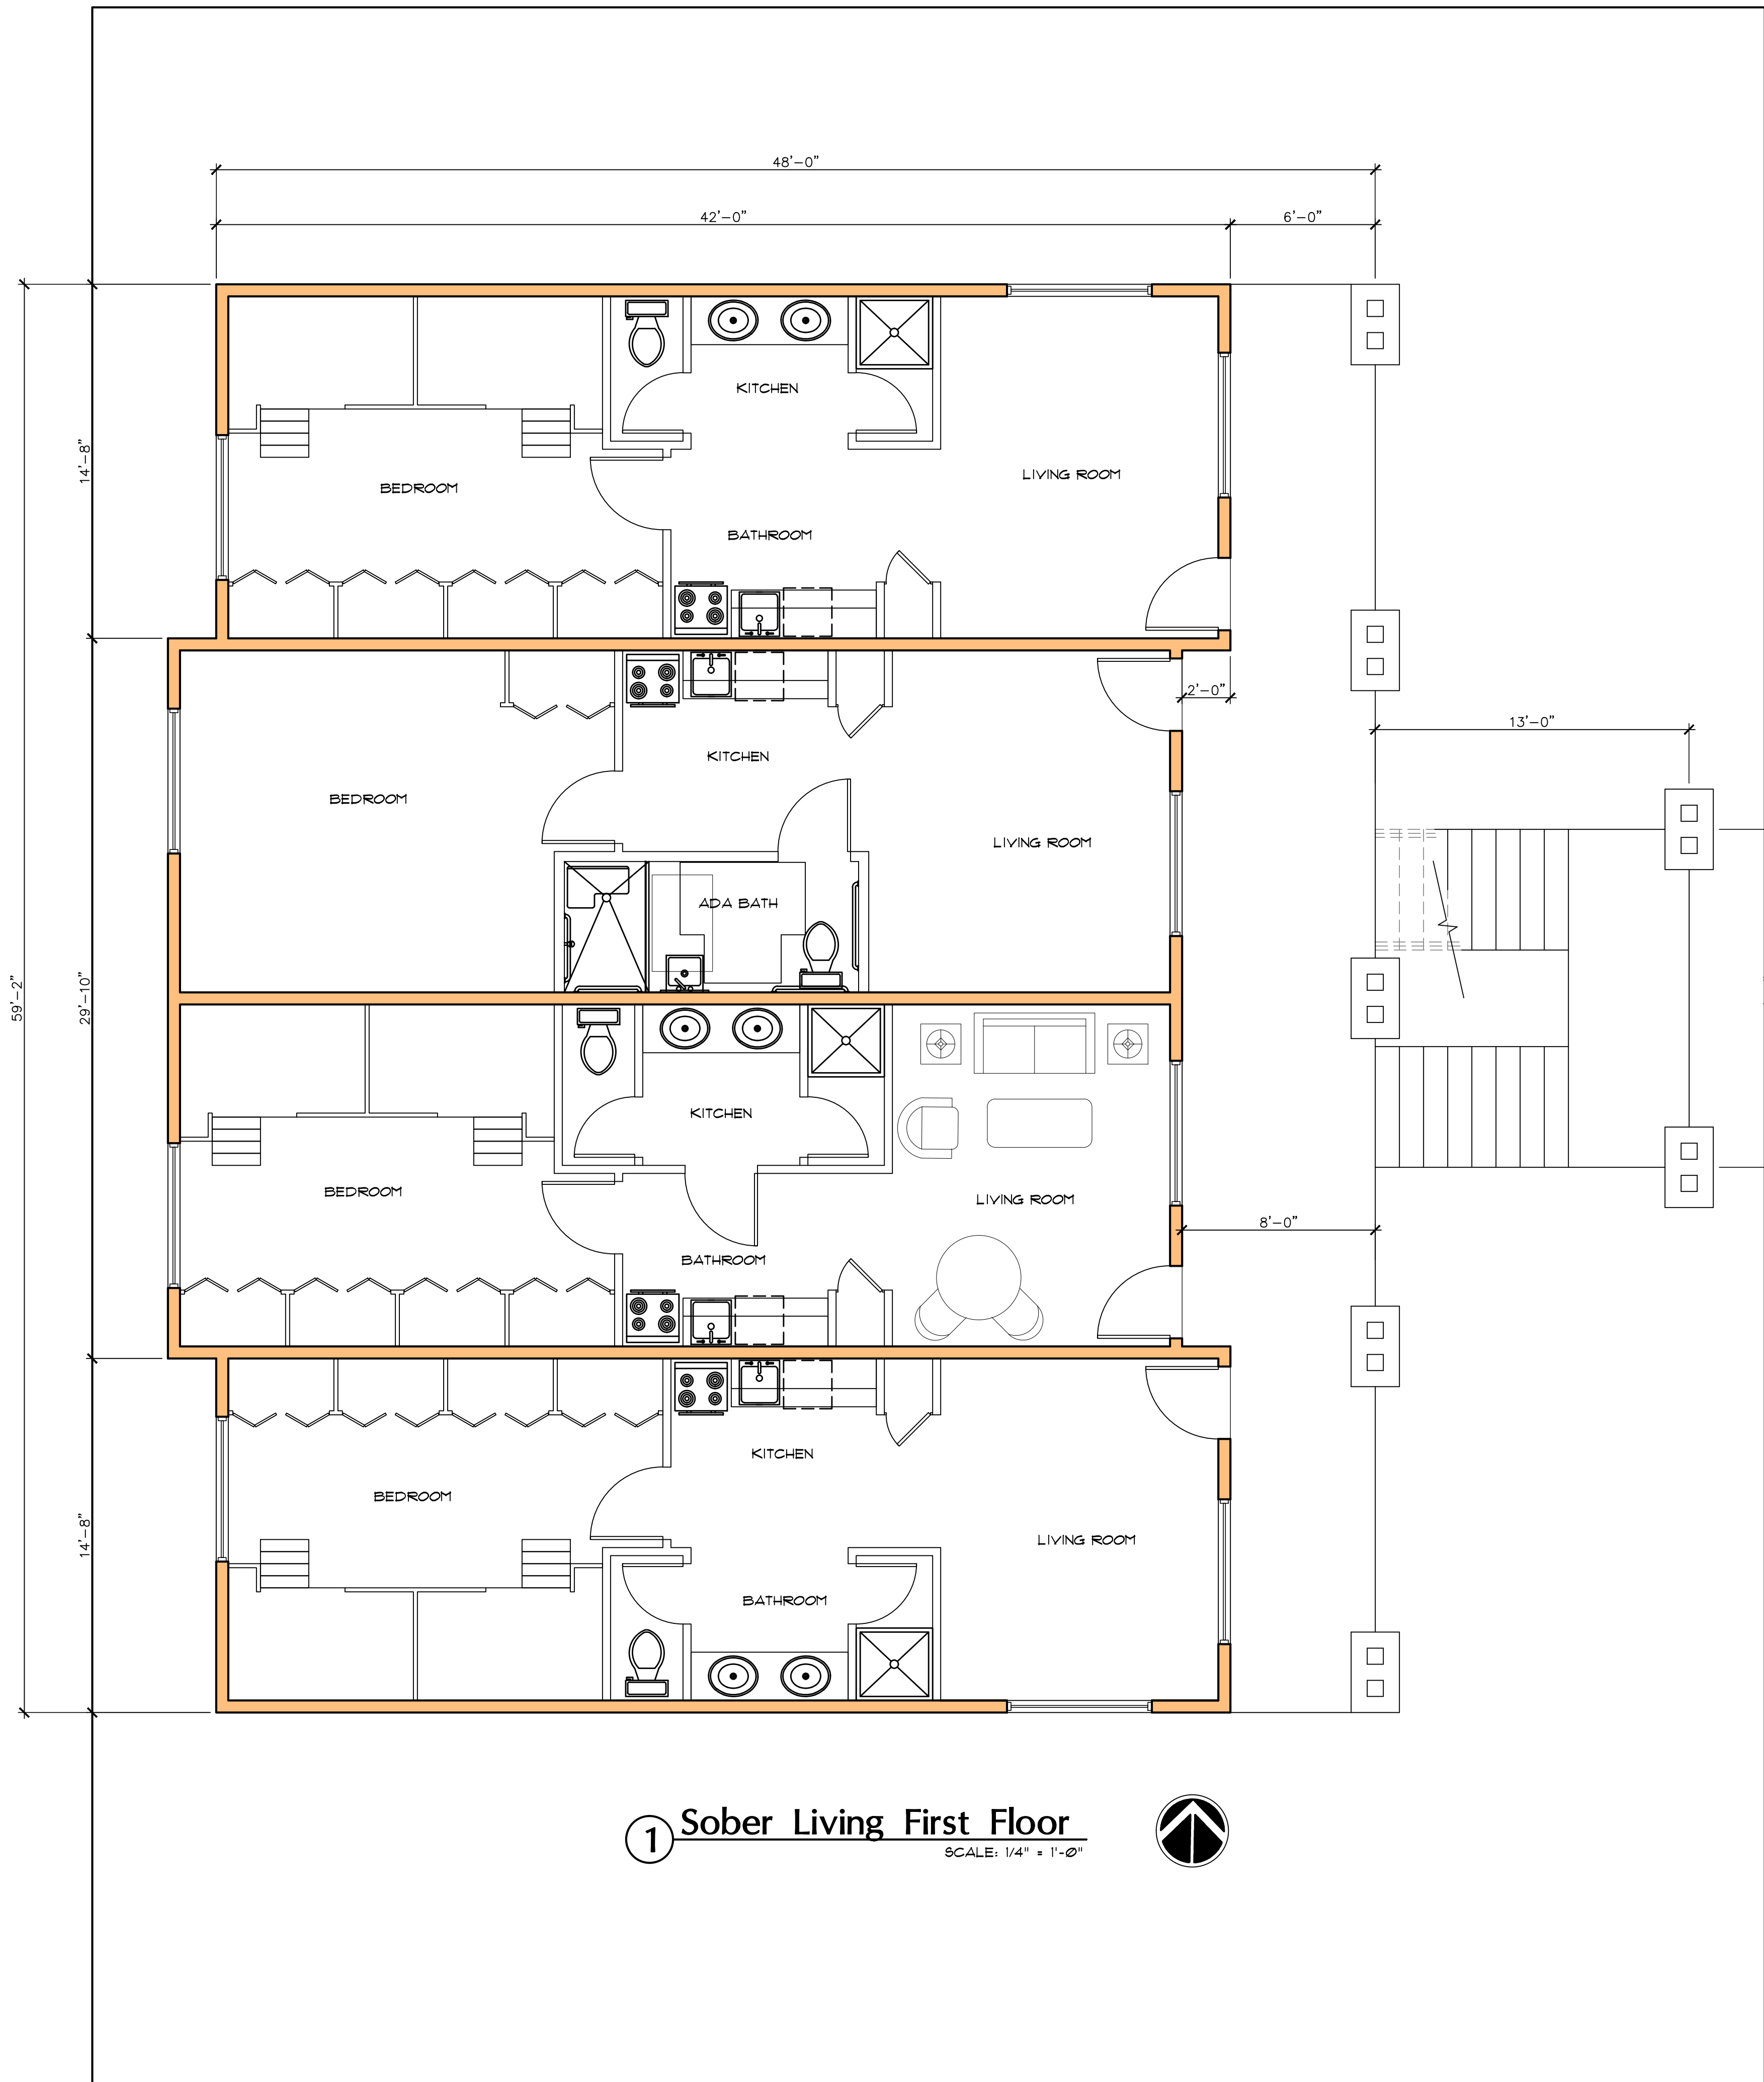 48'-0"
42'-0"
6'-0"
KITCHEN
14'-8"
LIVING ROOM
BEDROOM
BATHROOM
2'-0"
13'-0"
KITCHEN
BEDROOM
LIVING ROOM
ADA BATH
59'-2"
29'-10"
KITCHEN
BEDROOM
LIVING ROOM
8'-0"
BATHROOM
KITCHEN
BEDROOM
14'-8"
LIVING ROOM
BATHROOM
1
Sober Living First Floor
SCALE: 1/4" = 1'-0"